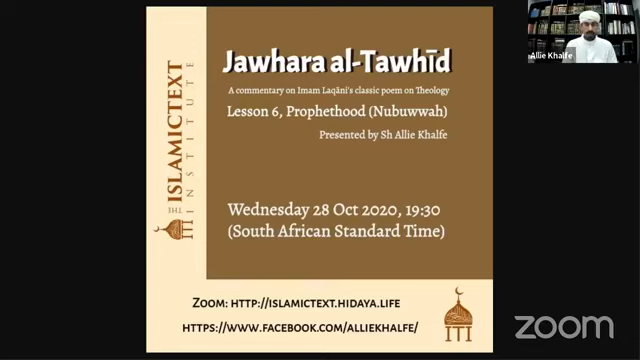 Jawhara al-Tawhīd
A commentary on Imam Laqāni's classic poem on Theology
Lesson 6, Prophethood (Nubuwwah)
Presented by Sh Allie Khalfe
THE ISLAMICTEXT
INSTITUTE
Wednesday 28 Oct 2020, 19:30
(South African Standard Time)
ZOOM: HTTP://ISLAMICTEXT.HIDAYA.LIFE
HTTPS://WWW.FACEBOOK.COM/ALLIEKHALFE/
Allie Khalfe
zoom